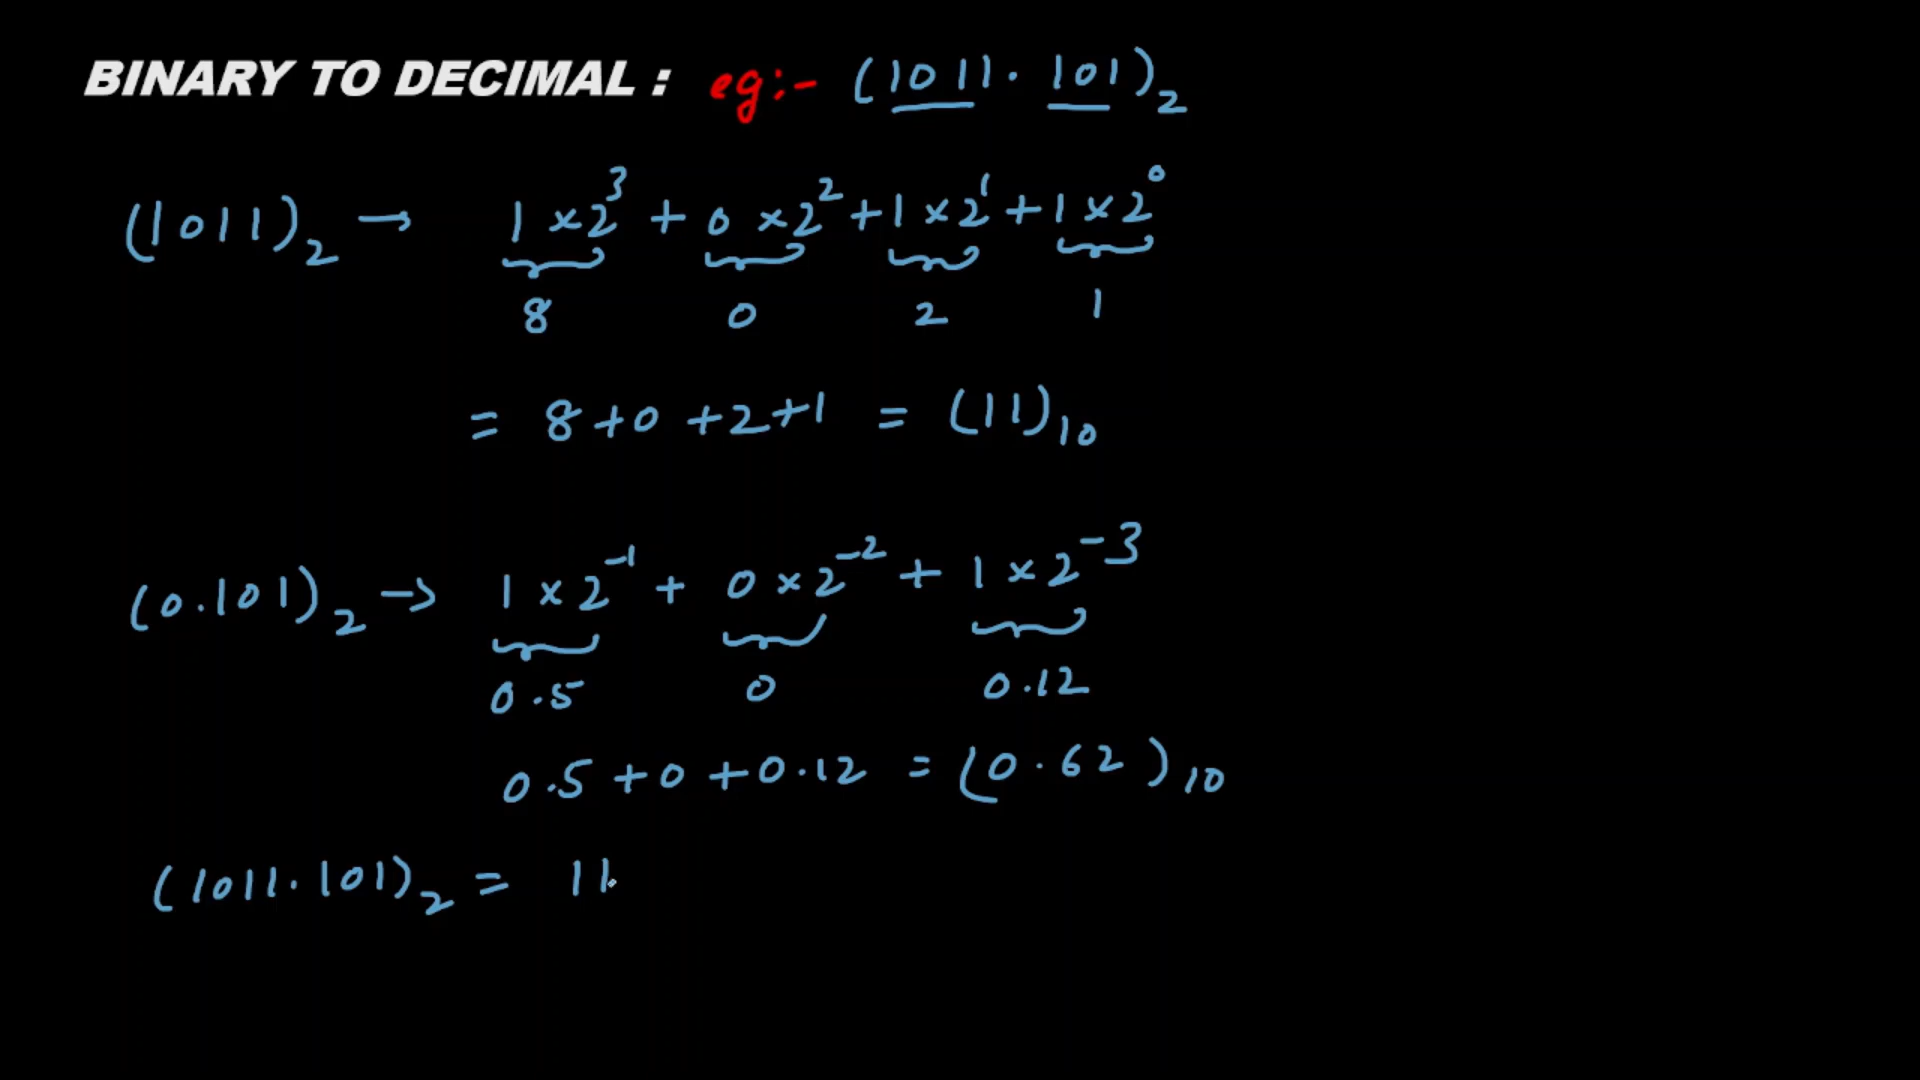 BINARY TO DECIMAL : eg:- (1011.101)₂
(1011)₂ → 1×2³ + 0×2² + 1×2¹ + 1×2⁰
8 0 2 1
= 8+0+2+1 = (11)₁₀
(0.101)₂ → 1×2⁻¹ + 0×2⁻² + 1×2⁻³
0.5 0 0.12
0.5+0+0.12 = (0.62)₁₀
(1011.101)₂ = 11